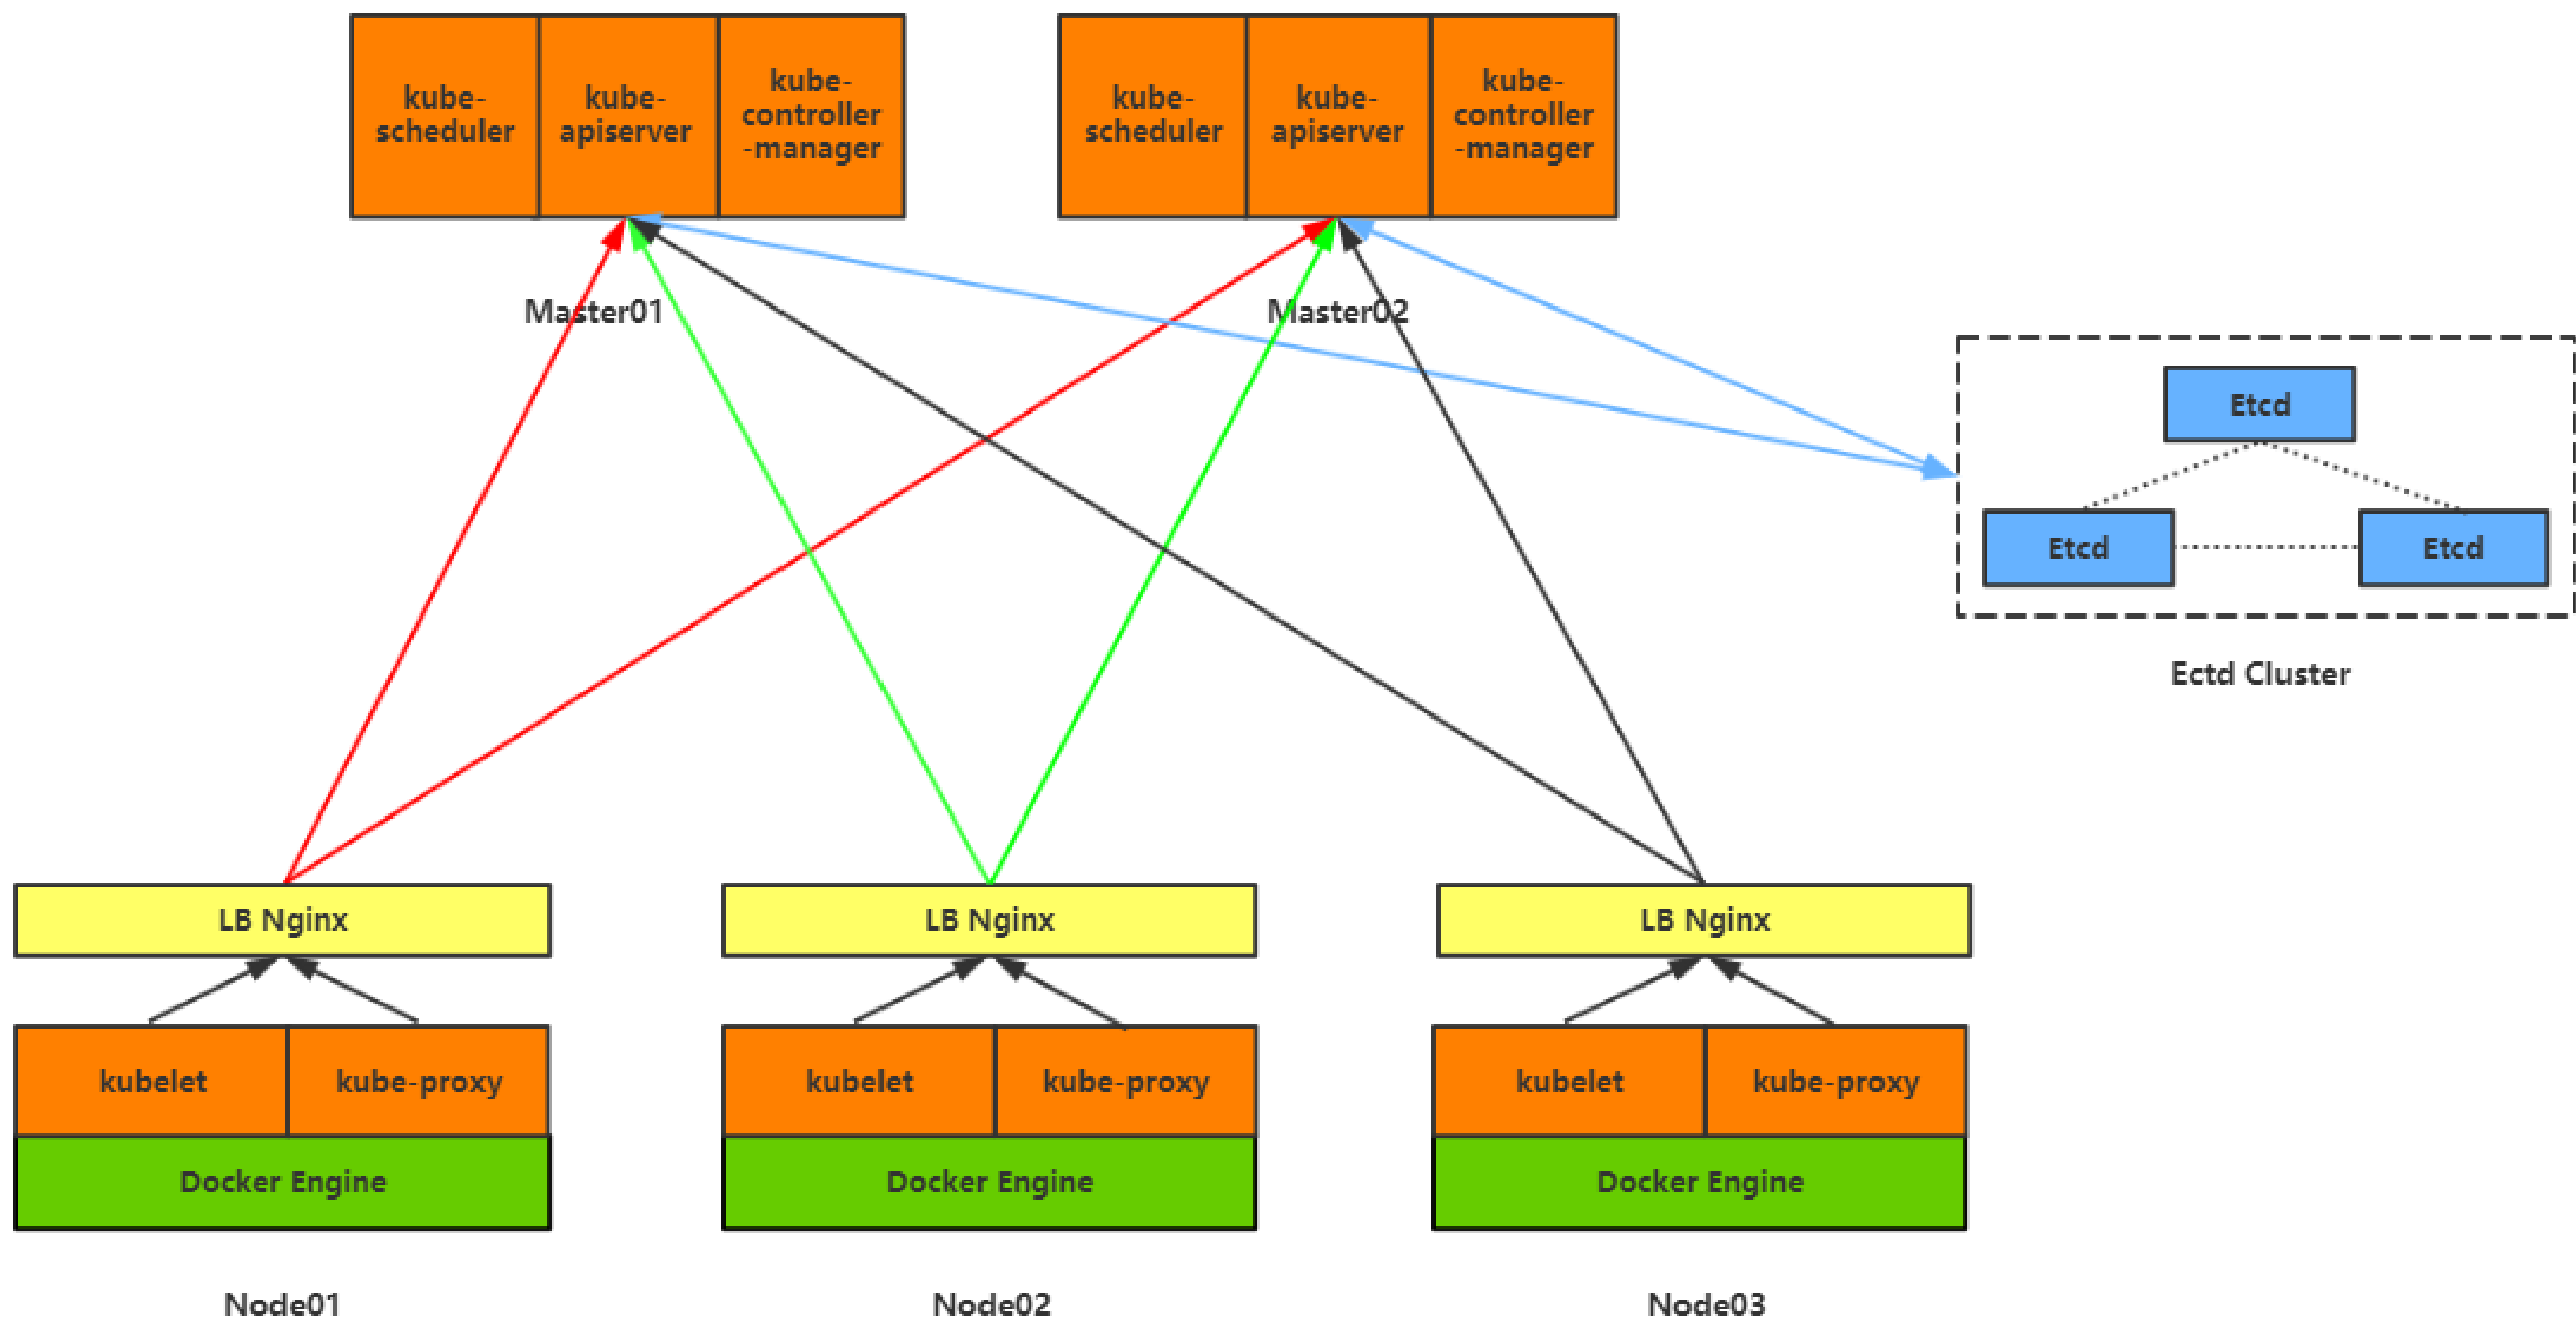 kube-
scheduler
kube-
apiserver
kube-
controller
-manager
kube-
scheduler
kube-
apiserver
kube-
controller
-manager
Master01
Master02
Etcd
Etcd
Etcd
Ectd Cluster
LB Nginx
LB Nginx
LB Nginx
kubelet
kube-proxy
kubelet
kube-proxy
kubelet
kube-proxy
Docker Engine
Docker Engine
Docker Engine
Node01
Node02
Node03